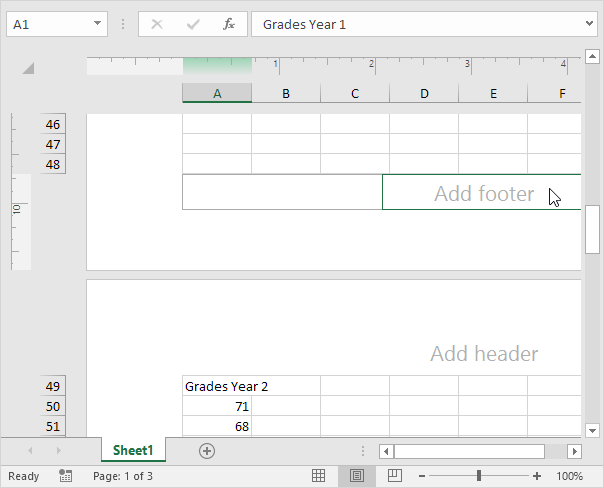 A1 fx Grades Year 1
1 2 3 4
A B C D E F
46
47
48
10
Add footer
Add header
49 Grades Year 2
50 71
51 68
Sheet1
Ready Page: 1 of 3 100%